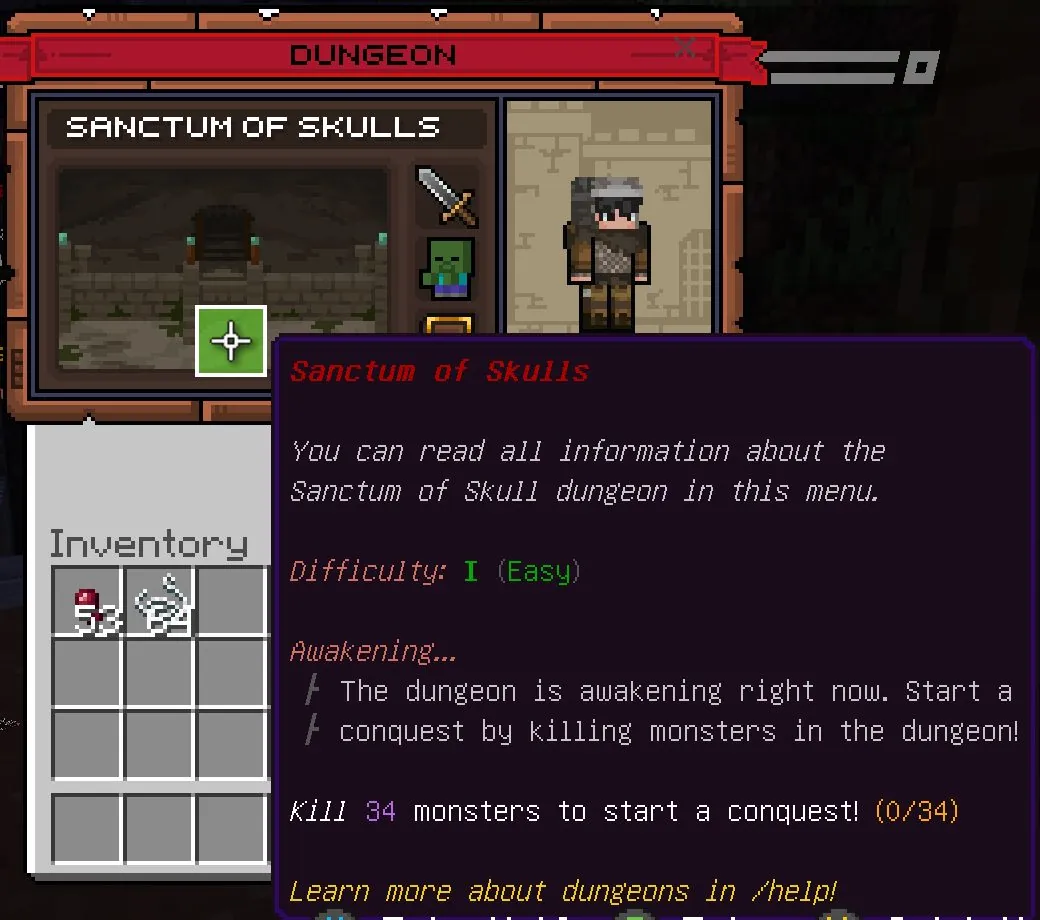 DUNGEON
SANCTUM OF SKULLS
Sanctum of Skulls
You can read all information about the
Sanctum of Skull dungeon in this menu.
Difficulty: I (Easy)
Awakening...
The dungeon is awakening right now. Start a
conquest by killing monsters in the dungeon!
Kill 34 monsters to start a conquest! (0/34)
Learn more about dungeons in /help!
Inventory